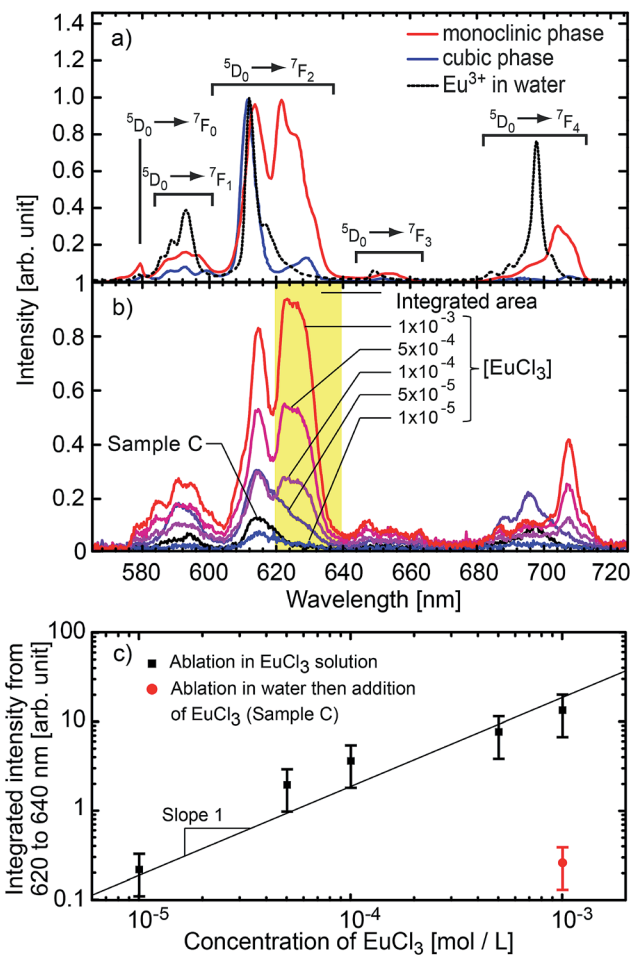 a)
monoclinic phase
cubic phase
Eu³⁺ in water
⁵D₀ → ⁷F₂
⁵D₀ → ⁷F₀
⁵D₀ → ⁷F₁
⁵D₀ → ⁷F₃
⁵D₀ → ⁷F₄
1.4
1.2
1.0
0.8
0.6
0.4
0.2
0.1
Intensity [arb. unit]
b)
Integrated area
1x10⁻³
5x10⁻⁴
1x10⁻⁴
5x10⁻⁵
1x10⁻⁵
[EuCl₃]
Sample C
1
0.8
0.6
0.4
0.2
0
580 600 620 640 660 680 700 720
Wavelength [nm]
c)
Ablation in EuCl₃ solution
Ablation in water then addition
of EuCl₃ (Sample C)
Slope 1
Integrated intensity from
620 to 640 nm [arb. unit]
100
10
1
0.1
10⁻⁵ 10⁻⁴ 10⁻³
Concentration of EuCl₃ [mol / L]